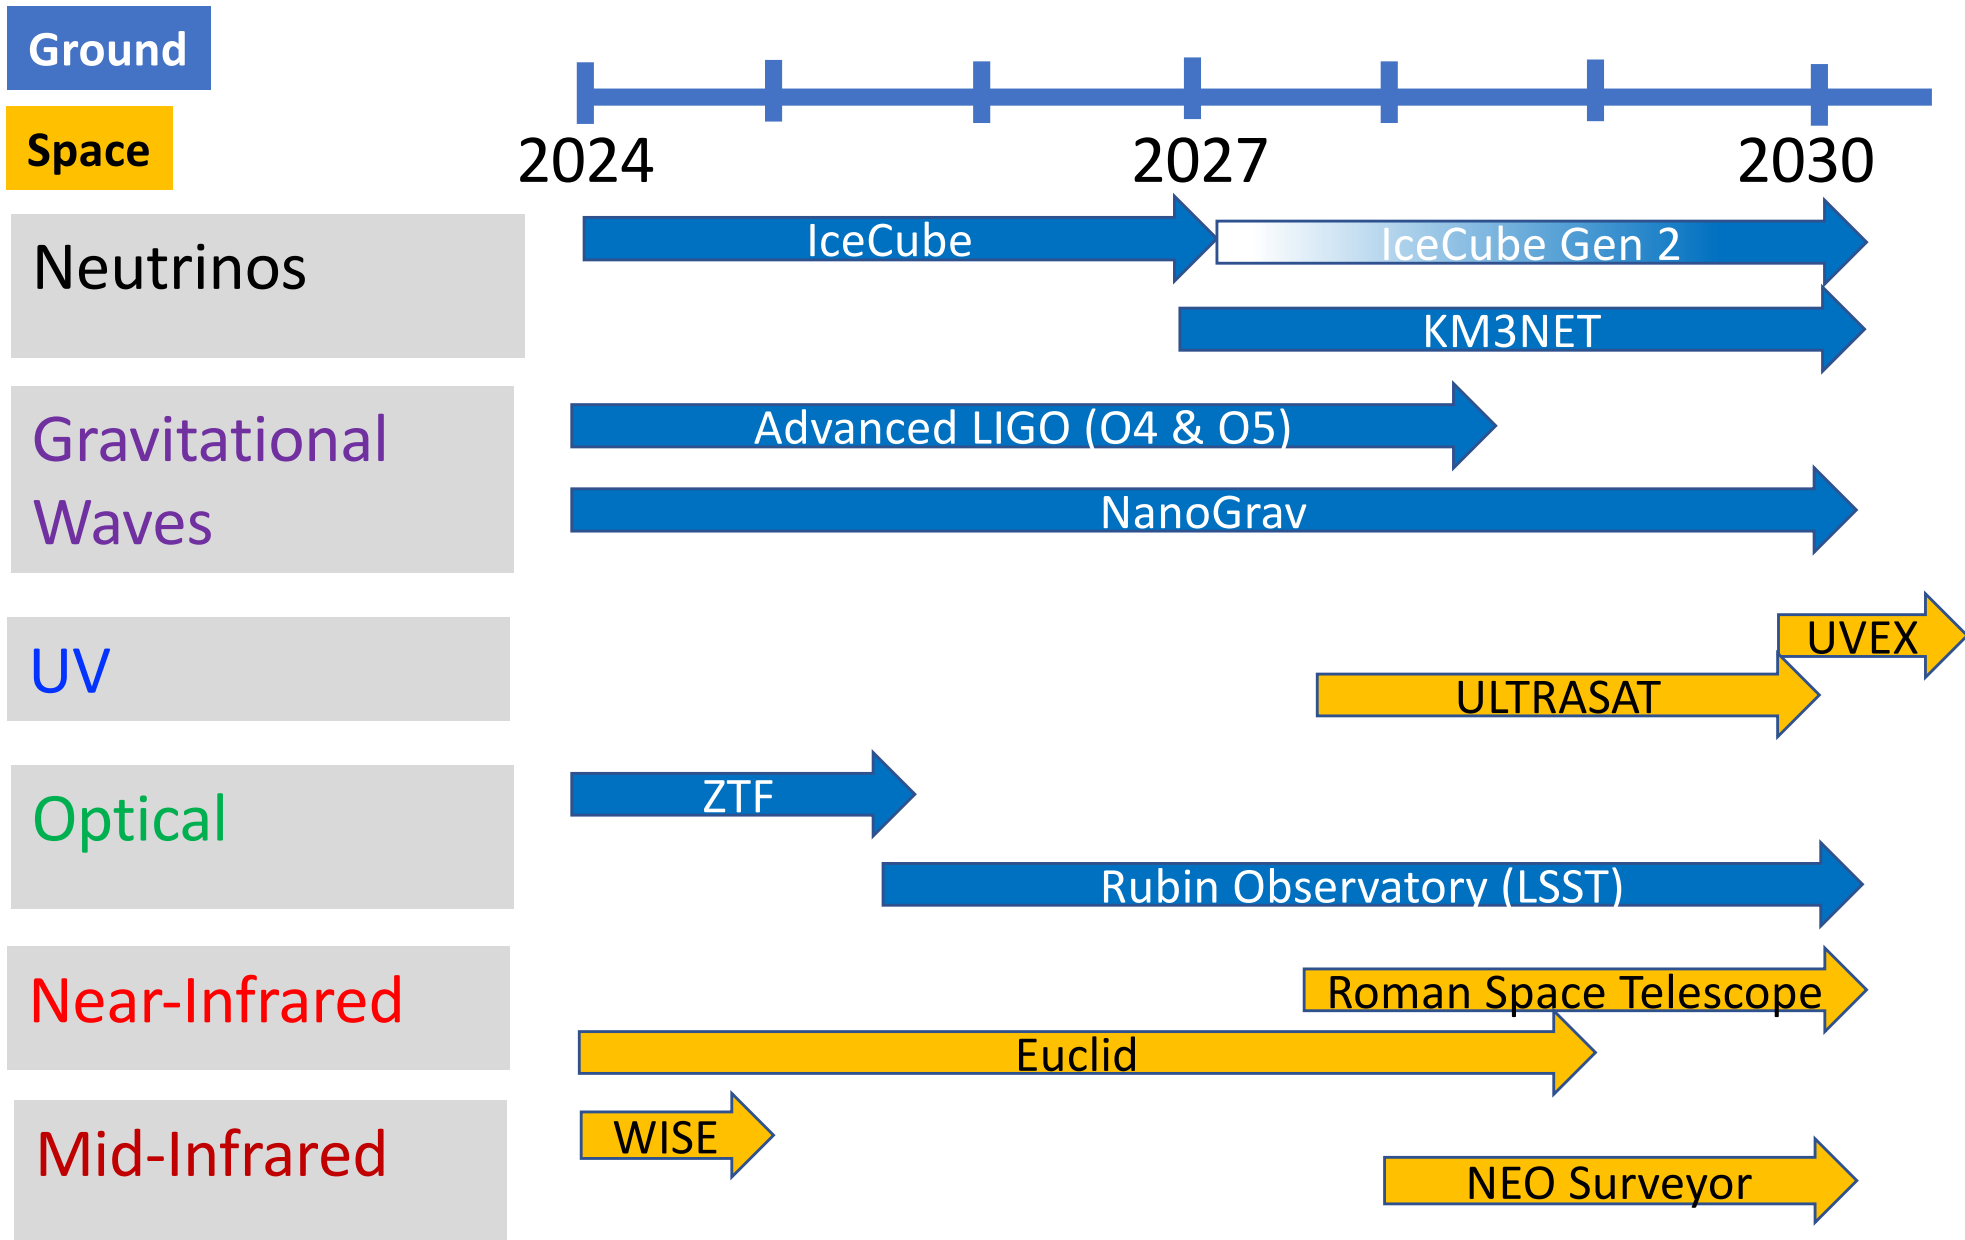 Ground
Space
2024 2027 2030
Neutrinos
IceCube
IceCube Gen 2
KM3NET
Gravitational
Waves
Advanced LIGO (O4 & O5)
NanoGrav
UV
UVEX
ULTRASAT
Optical
ZTF
Rubin Observatory (LSST)
Near-Infrared
Roman Space Telescope
Euclid
Mid-Infrared
WISE
NEO Surveyor